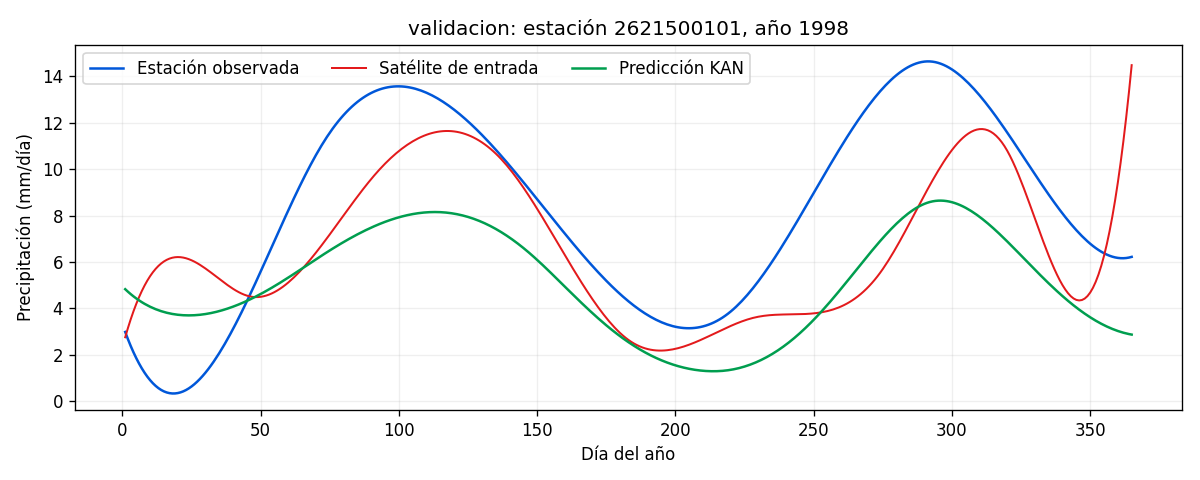 validacion: estación 2621500101, año 1998
Estación observada Satélite de entrada Predicción KAN
Precipitación (mm/día)
14
12
10
8
6
4
2
0
0 50 100 150 200 250 300 350
Día del año